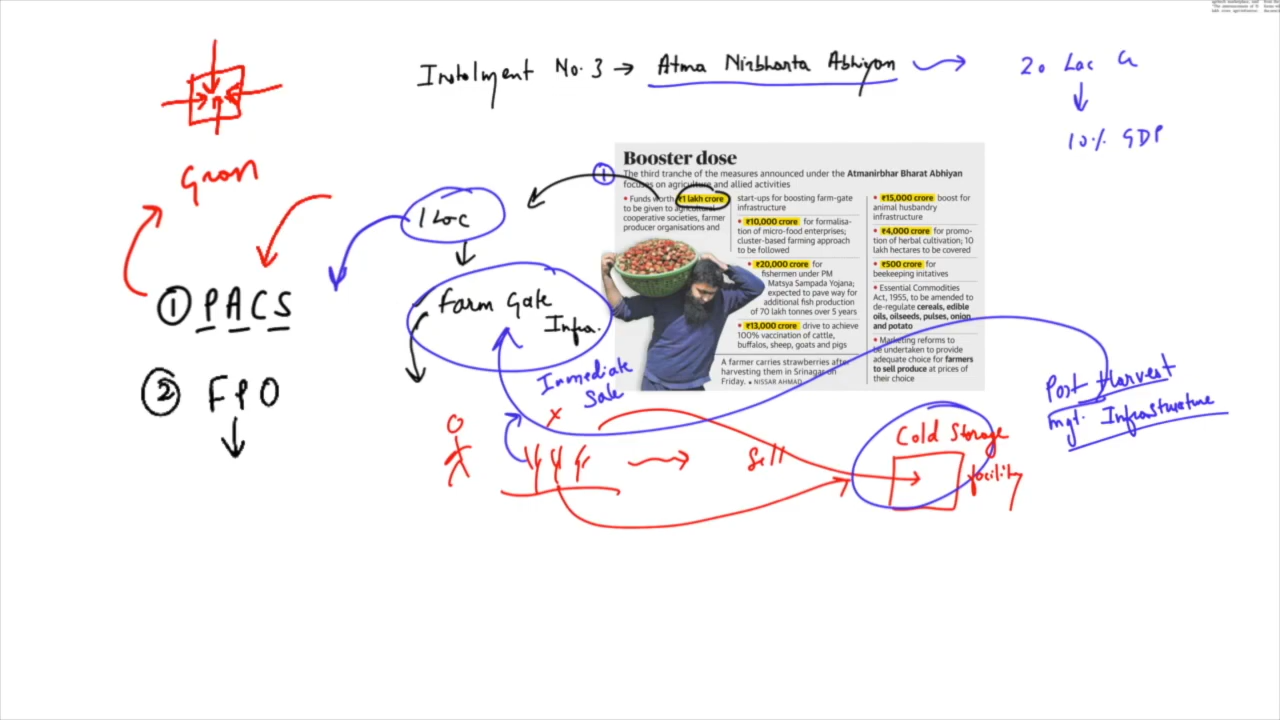 Instalment No. 3 → Atma Nirbharta Abhiyan
20 Lac Cr
10% GDP
Booster dose
The third tranche of the measures announced under the Atmanirbhar Bharat Abhiyan
focuses on agriculture and allied activities
• Funds worth ₹1 lakh crore
to be given to agricultural
cooperative societies, farmer
producer organisations and
start-ups for boosting farm-gate
infrastructure
• ₹10,000 crore for formalisa-
tion of micro-food enterprises;
cluster-based farming approach
to be followed
• ₹20,000 crore for
fishermen under PM
Matsya Sampada Yojana;
expected to pave way for
additional fish production
of 70 lakh tonnes over 5 years
• ₹13,000 crore drive to achieve
100% vaccination of cattle,
buffalos, sheep, goats and pigs
A farmer carries strawberries after
harvesting them in Srinagar on
Friday. • NISSAR AHMAD
• ₹15,000 crore boost for
animal husbandry
infrastructure
• ₹4,000 crore for promo-
tion of herbal cultivation; 10
lakh hectares to be covered
• ₹500 crore for
beekeeping initatives
• Essential Commodities
Act, 1955, to be amended to
de-regulate cereals, edible
oils, oilseeds, pulses, onion
and potato
• Marketing reforms to
be undertaken to provide
adequate choice for farmers
to sell produce at prices of
their choice
1
1 Lac
Farm Gate
Infra.
① PACS
② FPO
Immediate
Sale
Sell
Cold Storage
facility
Post Harvest
mgt. Infrastructure